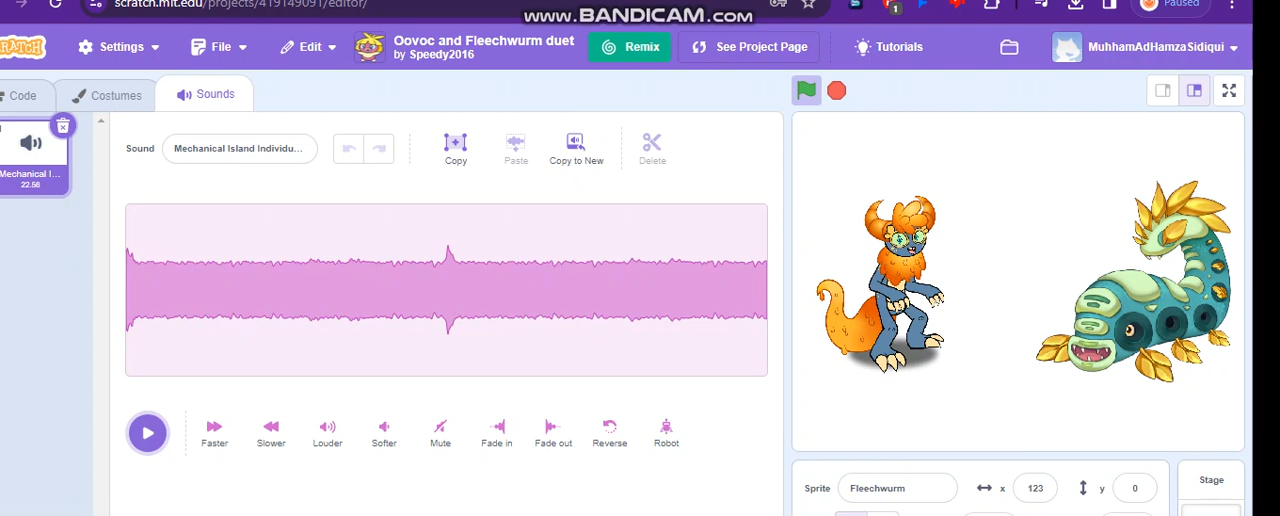 scratch.mit.edu/projects/419149091/editor/
www.BANDICAM.com
1
Paused
SCRATCH
Settings
File
Edit
Oovoc and Fleechwurm duet
by Speedy2016
Remix
See Project Page
Tutorials
MuhhamAdHamzaSidiqui
Code
Costumes
Sounds
Mechanical I...
22.56
Sound
Mechanical Island Individu...
Copy
Paste
Copy to New
Delete
Faster
Slower
Louder
Softer
Mute
Fade in
Fade out
Reverse
Robot
Sprite
Fleechwurm
x
123
y
0
Stage